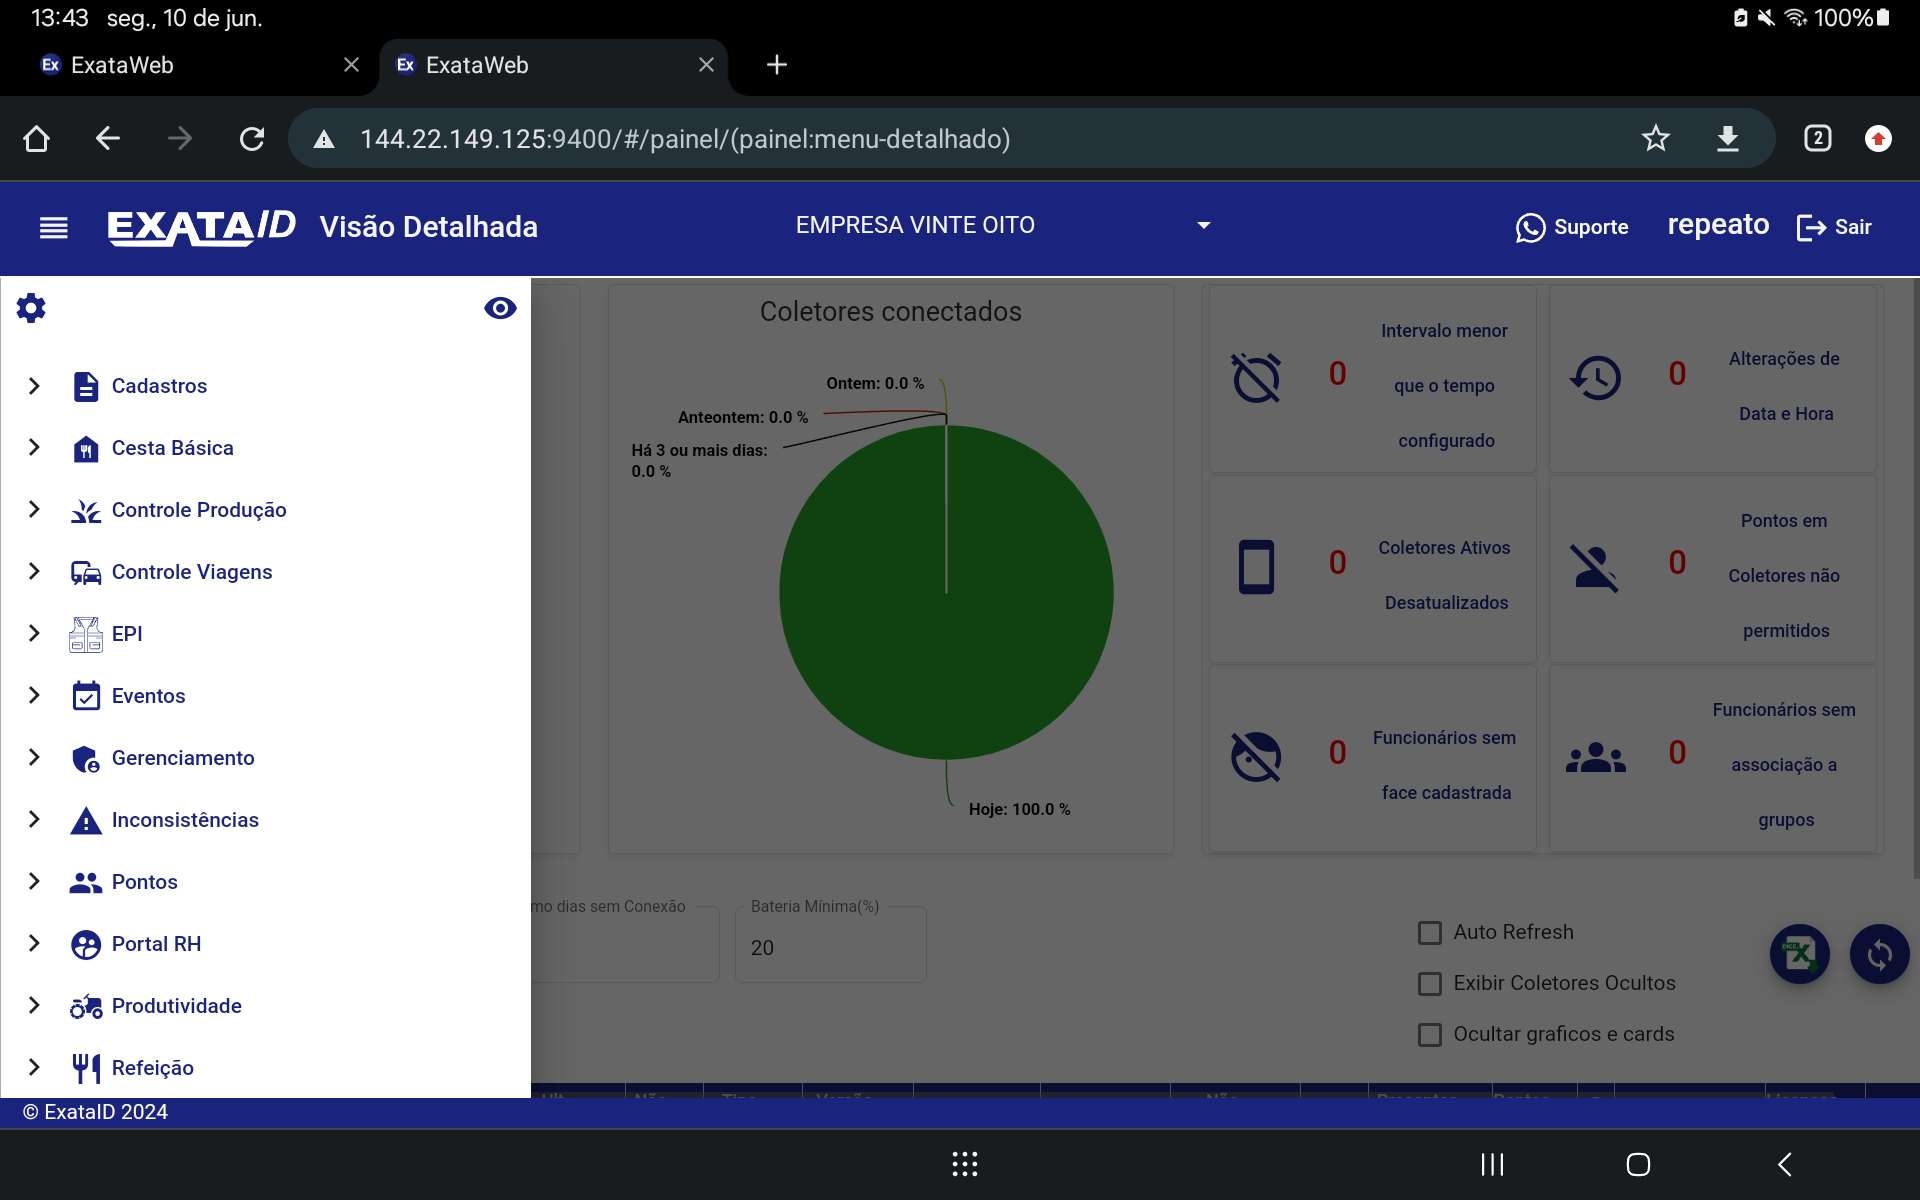 13:43 seg., 10 de jun.
100%
Ex ExataWeb
Ex ExataWeb
144.22.149.125:9400/#/painel/(painel:menu-detalhado)
2
EXATAID Visão Detalhada
EMPRESA VINTE OITO
Suporte
repeato
Sair
Cadastros
Cesta Básica
Controle Produção
Controle Viagens
EPI
Eventos
Gerenciamento
Inconsistências
Pontos
Portal RH
Produtividade
Refeição
Coletores conectados
Ontem: 0.0 %
Anteontem: 0.0 %
Há 3 ou mais dias:
0.0 %
Hoje: 100.0 %
0
Intervalo menor
que o tempo
configurado
0
Alterações de
Data e Hora
0
Coletores Ativos
Desatualizados
0
Pontos em
Coletores não
permitidos
0
Funcionários sem
face cadastrada
0
Funcionários sem
associação a
grupos
mo dias sem Conexão
Bateria Mínima(%)
20
Auto Refresh
Exibir Coletores Ocultos
Ocultar graficos e cards
© ExataID 2024